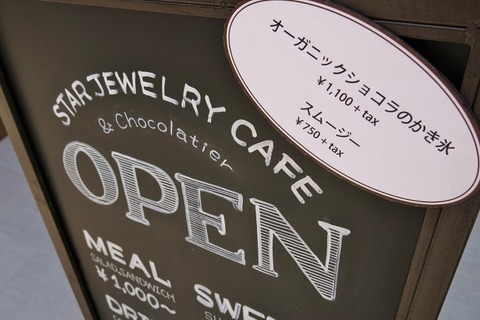 オーガニックショコラのかき氷
¥1,100+tax
スムージー
¥750+tax
STAR JEWELRY CAFE
& Chocolatier
OPEN
MEAL
SALAD,SANDWICH
¥1,000〜